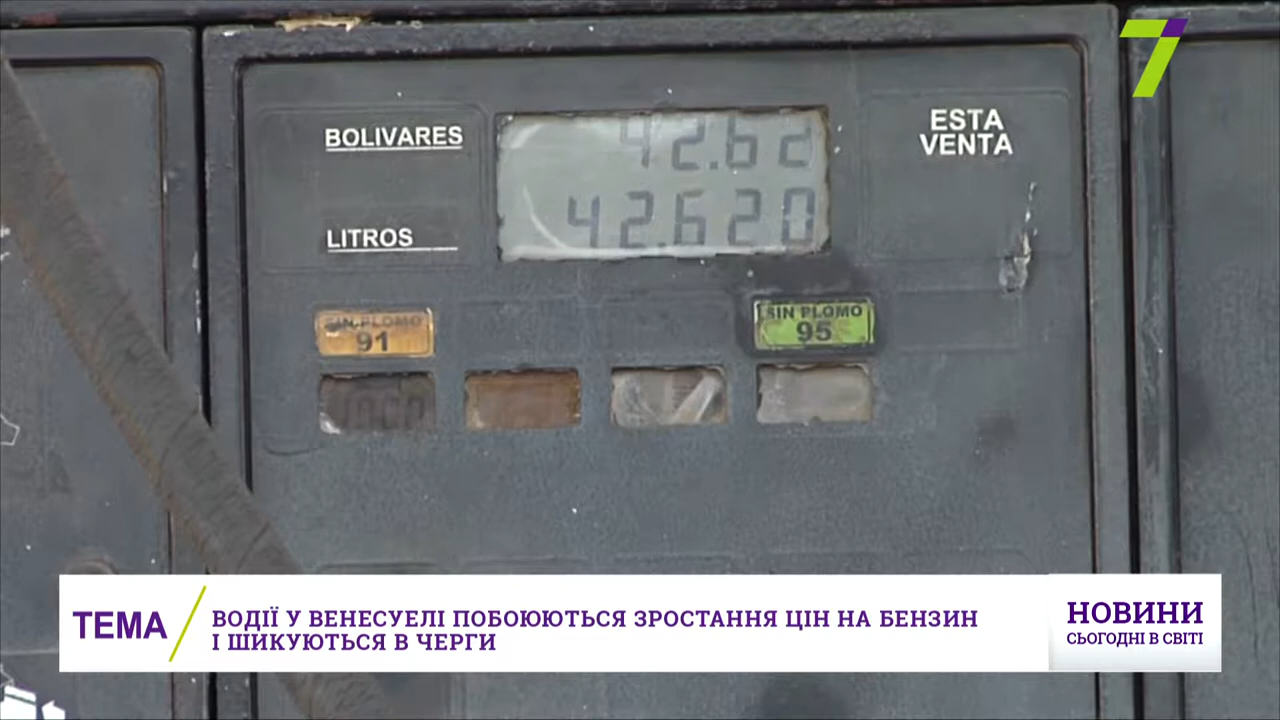 7
BOLIVARES
42.62
ESTA
VENTA
LITROS
42.620
SIN PLOMO
91
SIN PLOMO
95
ТЕМА
ВОДІЇ У ВЕНЕСУЕЛІ ПОБОЮЮТЬСЯ ЗРОСТАННЯ ЦІН НА БЕНЗИН
І ШИКУЮТЬСЯ В ЧЕРГИ
НОВИНИ
СЬОГОДНІ В СВІТІ